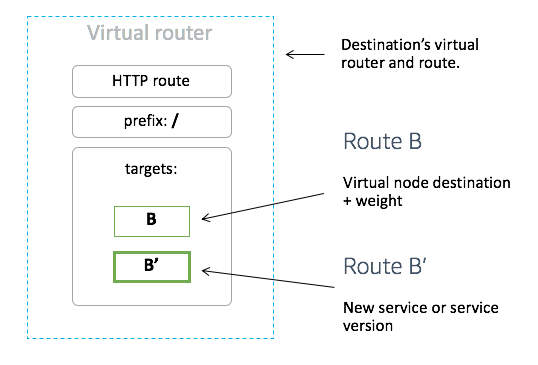 Virtual router
HTTP route
prefix: /
targets:
B
B’
Destination’s virtual
router and route.
Route B
Virtual node destination
+ weight
Route B’
New service or service
version